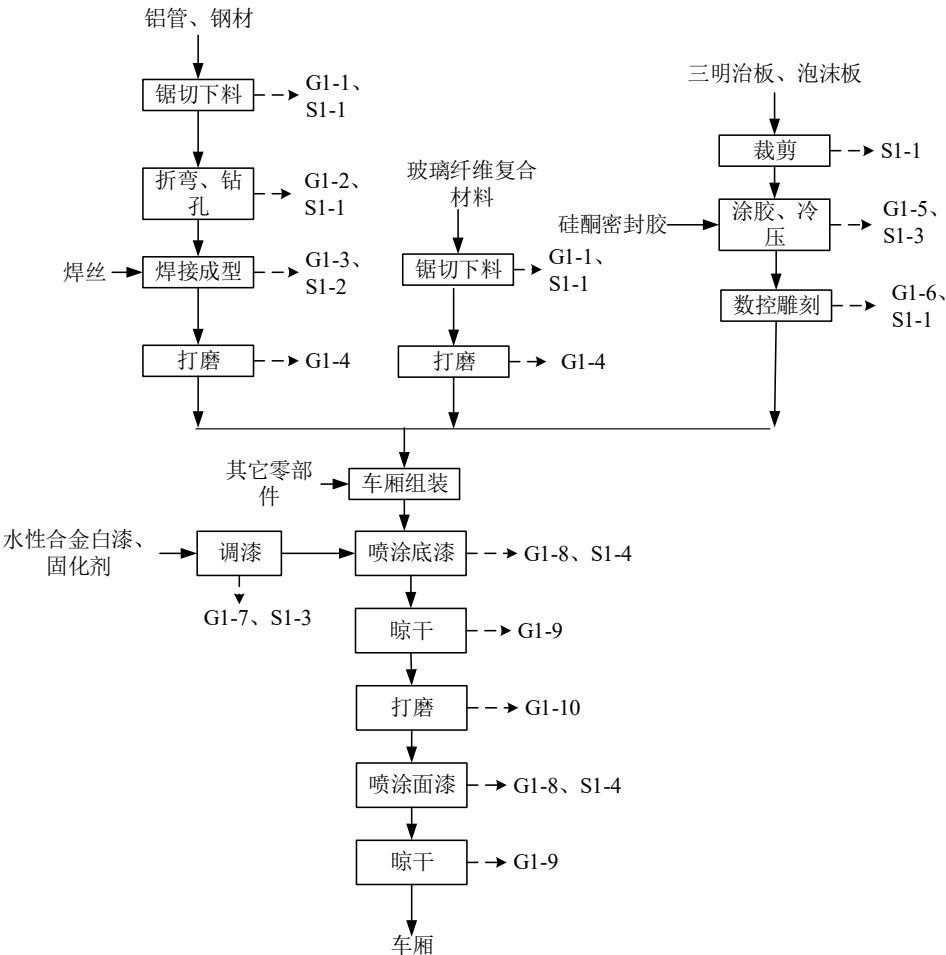 铝管、钢材
锯切下料
G1-1、
S1-1
折弯、钻
孔
G1-2、
S1-1
焊丝
焊接成型
G1-3、
S1-2
打磨
G1-4
玻璃纤维复合
材料
锯切下料
G1-1、
S1-1
打磨
G1-4
三明治板、泡沫板
裁剪
S1-1
硅酮密封胶
涂胶、冷
压
G1-5、
S1-3
数控雕刻
G1-6、
S1-1
其它零部
件
车厢组装
水性合金白漆、
固化剂
调漆
G1-7、S1-3
喷涂底漆
G1-8、S1-4
晾干
G1-9
打磨
G1-10
喷涂面漆
G1-8、S1-4
晾干
G1-9
车厢